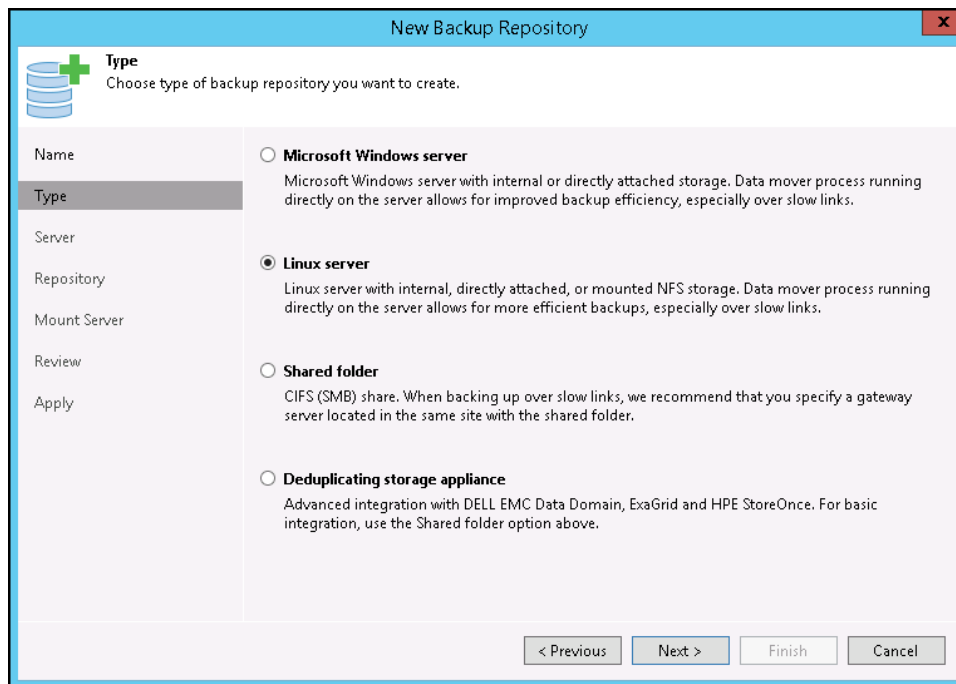 New Backup Repository
x
Type
Choose type of backup repository you want to create.
Name
Type
Server
Repository
Mount Server
Review
Apply
Microsoft Windows server
Microsoft Windows server with internal or directly attached storage. Data mover process running
directly on the server allows for improved backup efficiency, especially over slow links.
Linux server
Linux server with internal, directly attached, or mounted NFS storage. Data mover process running
directly on the server allows for more efficient backups, especially over slow links.
Shared folder
CIFS (SMB) share. When backing up over slow links, we recommend that you specify a gateway
server located in the same site with the shared folder.
Deduplicating storage appliance
Advanced integration with DELL EMC Data Domain, ExaGrid and HPE StoreOnce. For basic
integration, use the Shared folder option above.
< Previous
Next >
Finish
Cancel